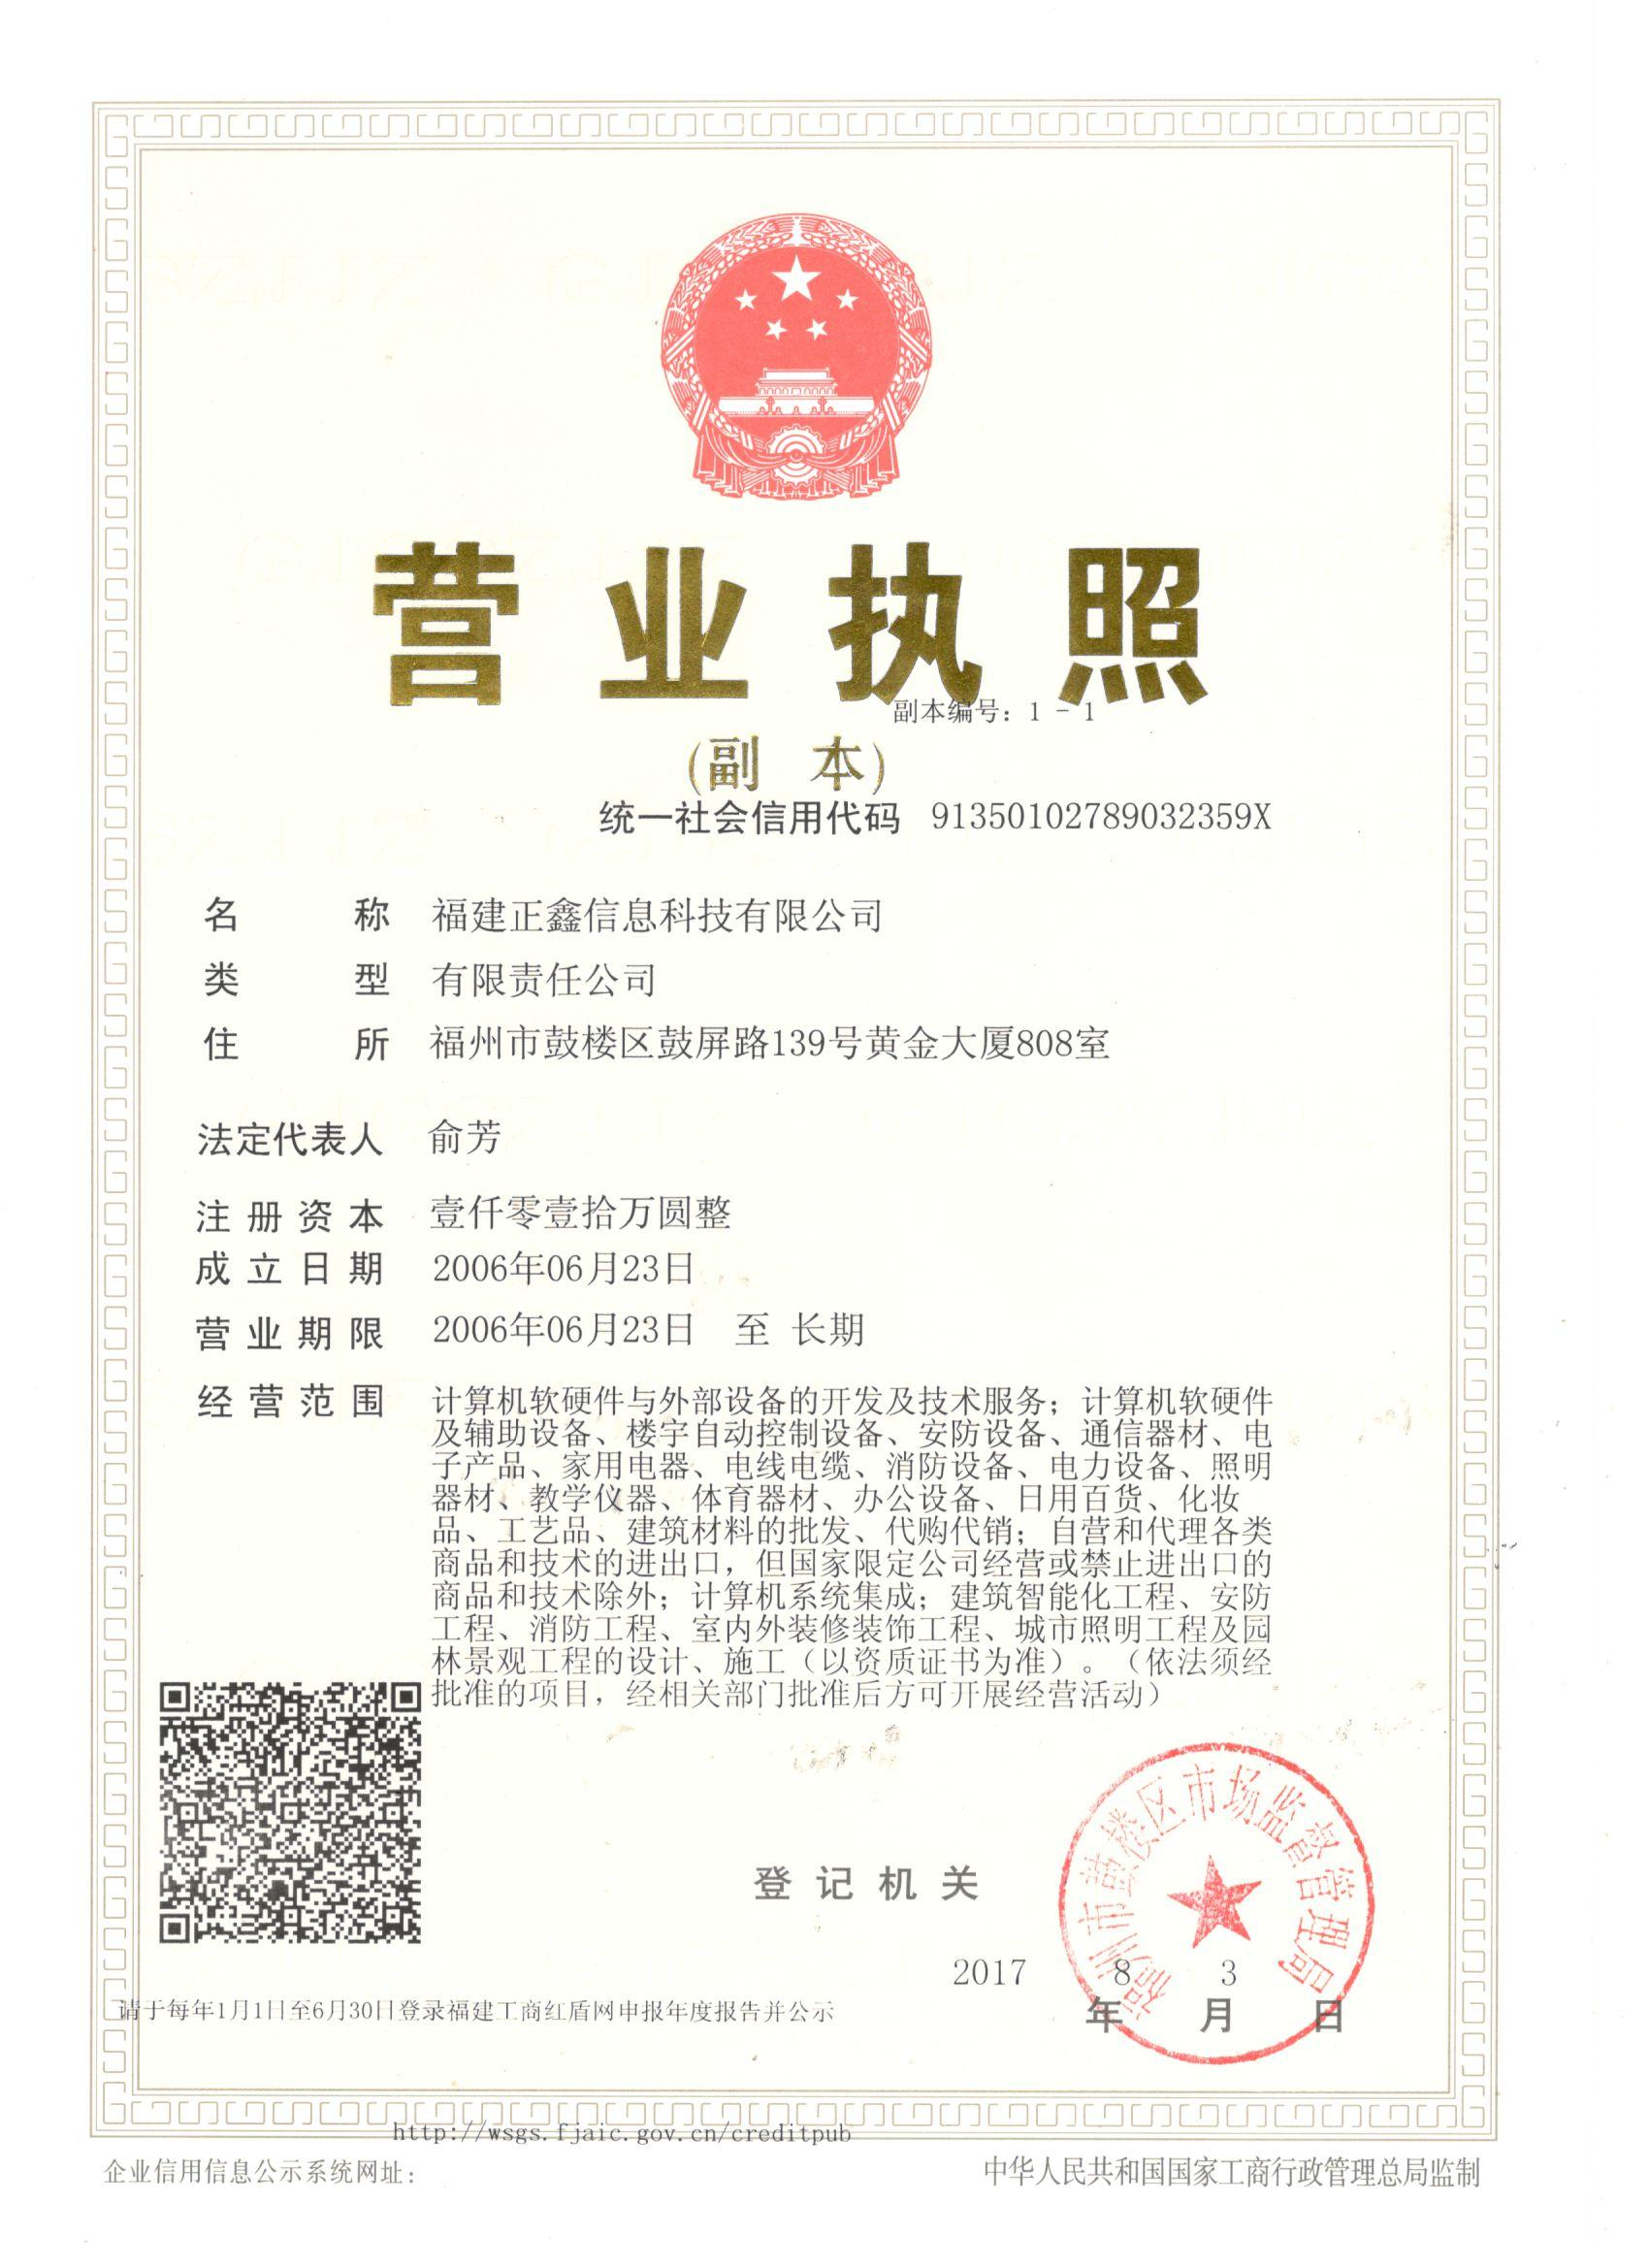 营业执照
副本编号：1 - 1
(副 本)
统一社会信用代码 91350102789032359X
名 称 福建正鑫信息科技有限公司
类 型 有限责任公司
住 所 福州市鼓楼区鼓屏路139号黄金大厦808室
法定代表人 俞芳
注 册 资 本 壹仟零壹拾万圆整
成 立 日 期 2006年06月23日
营 业 期 限 2006年06月23日 至 长期
经 营 范 围 计算机软硬件与外部设备的开发及技术服务；计算机软硬件
及辅助设备、楼宇自动控制设备、安防设备、通信器材、电
子产品、家用电器、电线电缆、消防设备、电力设备、照明
器材、教学仪器、体育器材、办公设备、日用百货、化妆
品、工艺品、建筑材料的批发、代购代销；自营和代理各类
商品和技术的进出口，但国家限定公司经营或禁止进出口的
商品和技术除外；计算机系统集成；建筑智能化工程、安防
工程、消防工程、室内外装修装饰工程、城市照明工程及园
林景观工程的设计、施工（以资质证书为准）。（依法须经
批准的项目，经相关部门批准后方可开展经营活动）
福州市鼓楼区市场监督管理局
登 记 机 关
2017 8 3
年 月 日
请于每年1月1日至6月30日登录福建工商红盾网申报年度报告并公示
http://wsgs.fjaic.gov.cn/creditpub
企业信用信息公示系统网址：
中华人民共和国国家工商行政管理总局监制